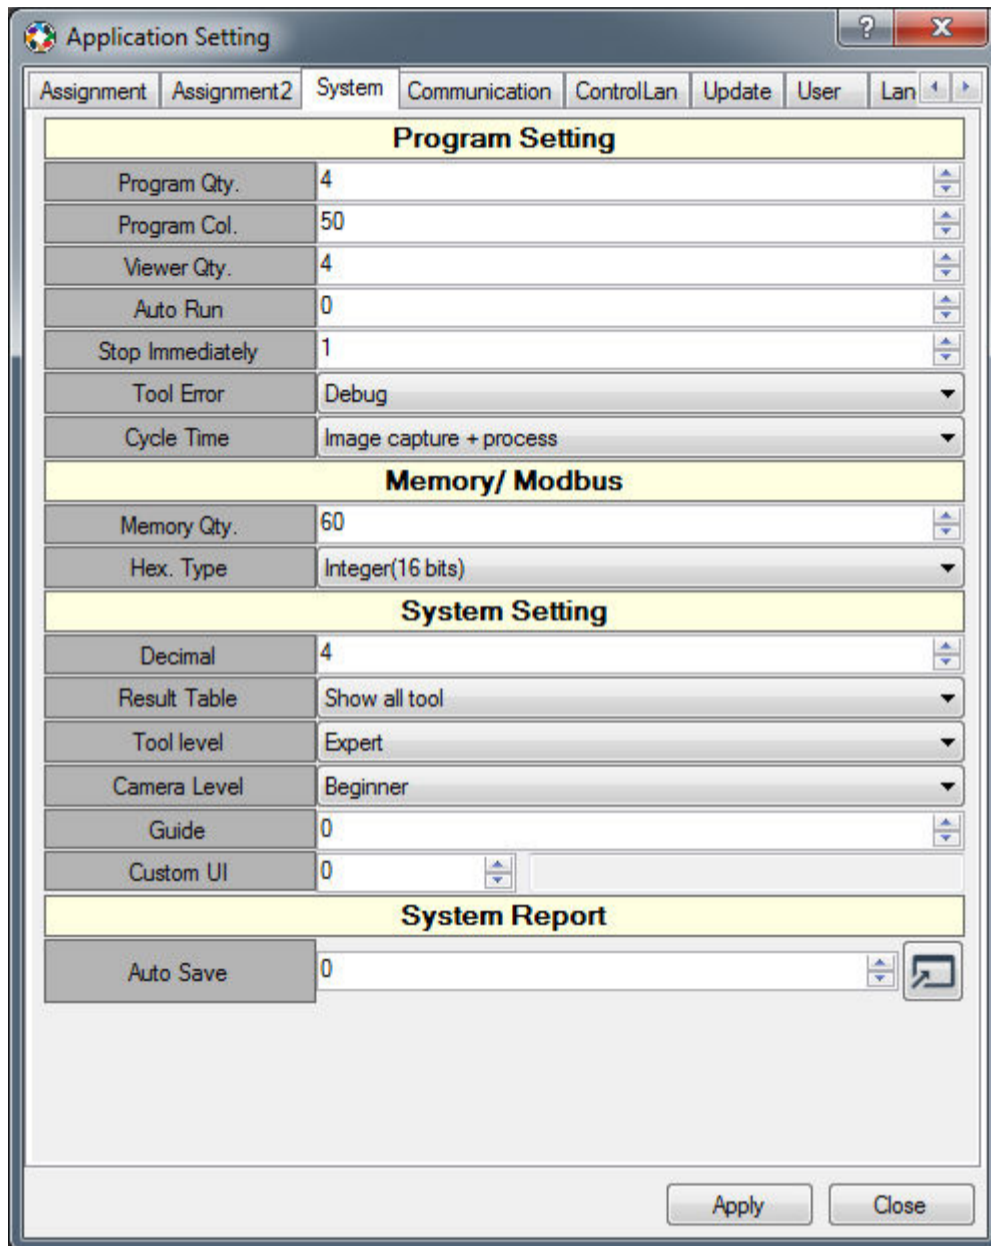 Application Setting
Assignment Assignment2 System Communication ControlLan Update User Lan
Program Setting
Program Qty. 4
Program Col. 50
Viewer Qty. 4
Auto Run 0
Stop Immediately 1
Tool Error Debug
Cycle Time Image capture + process
Memory/ Modbus
Memory Qty. 60
Hex. Type Integer(16 bits)
System Setting
Decimal 4
Result Table Show all tool
Tool level Expert
Camera Level Beginner
Guide 0
Custom UI 0
System Report
Auto Save 0
Apply Close